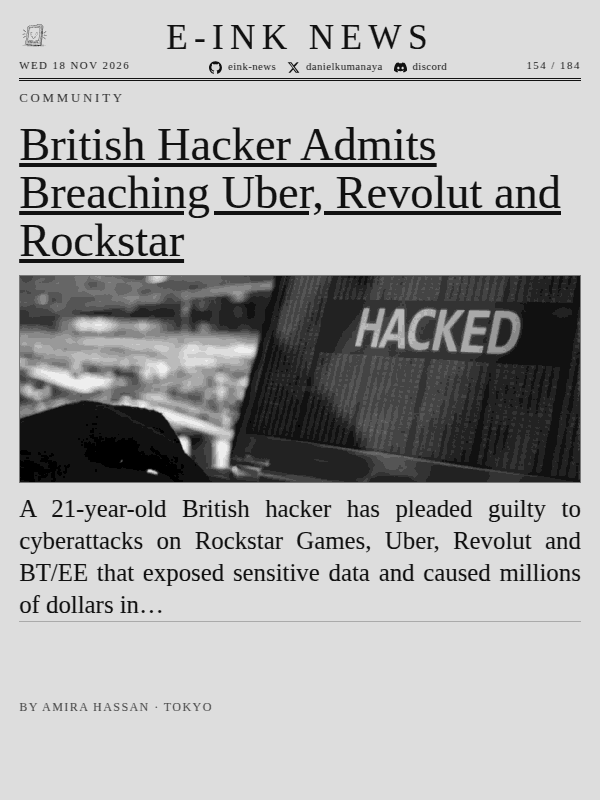 E-INK NEWS
WED 18 NOV 2026
eink-news danielkumanaya discord
154 / 184
COMMUNITY
British Hacker Admits
Breaching Uber, Revolut and
Rockstar
HACKED
A 21-year-old British hacker has pleaded guilty to
cyberattacks on Rockstar Games, Uber, Revolut and
BT/EE that exposed sensitive data and caused millions
of dollars in…
BY AMIRA HASSAN · TOKYO